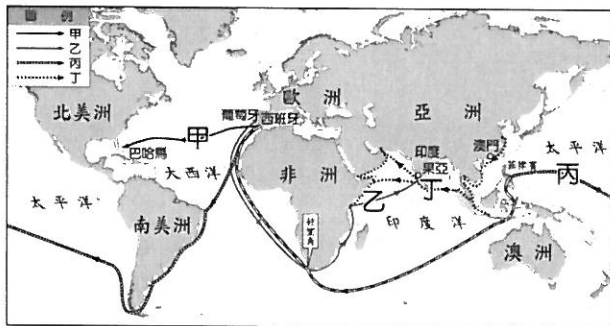 圖例
甲
乙
丙
丁
北美洲
歐洲
亞洲
葡萄牙
西班牙
甲
巴哈馬
大西洋
太平洋
印度
果亞
澳門
菲律賓
太平洋
丙
非洲
乙
丁
印度洋
南美洲
好望角
澳洲